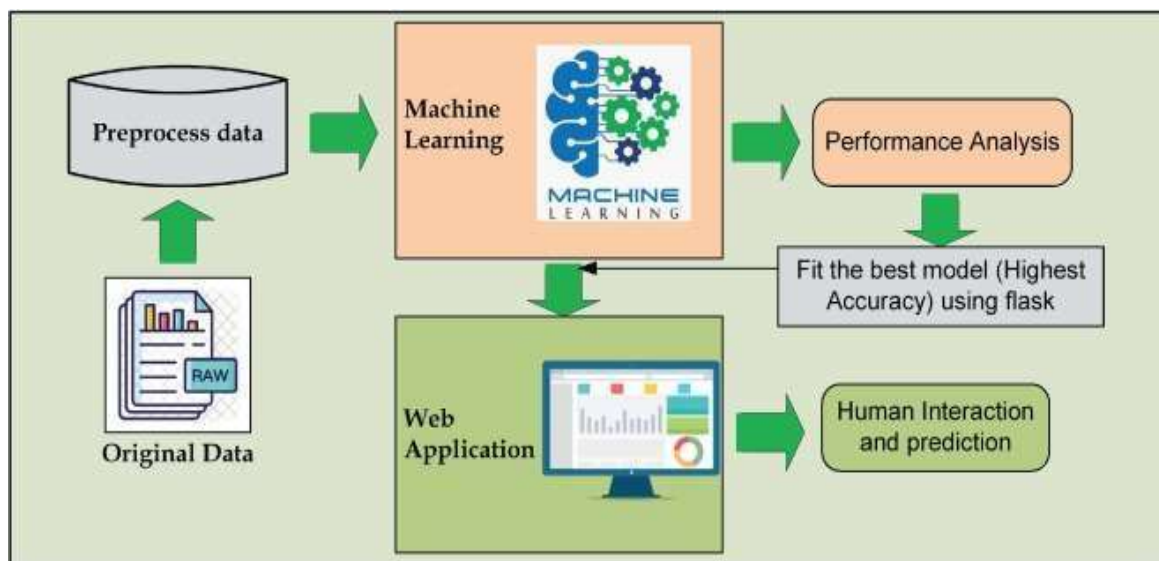 Preprocess data
Machine
Learning
MACHINE
LEARNING
Performance Analysis
Fit the best model (Highest
Accuracy) using flask
RAW
Original Data
Web
Application
Human Interaction
and prediction